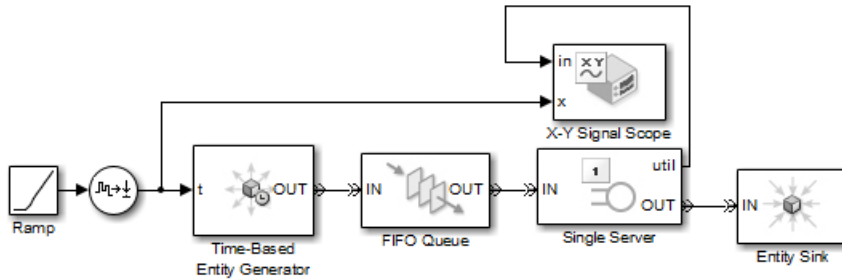 in
XY
x
X-Y Signal Scope
Ramp
t
OUT
Time-Based
Entity Generator
IN
OUT
FIFO Queue
IN
1
util
OUT
Single Server
IN
Entity Sink